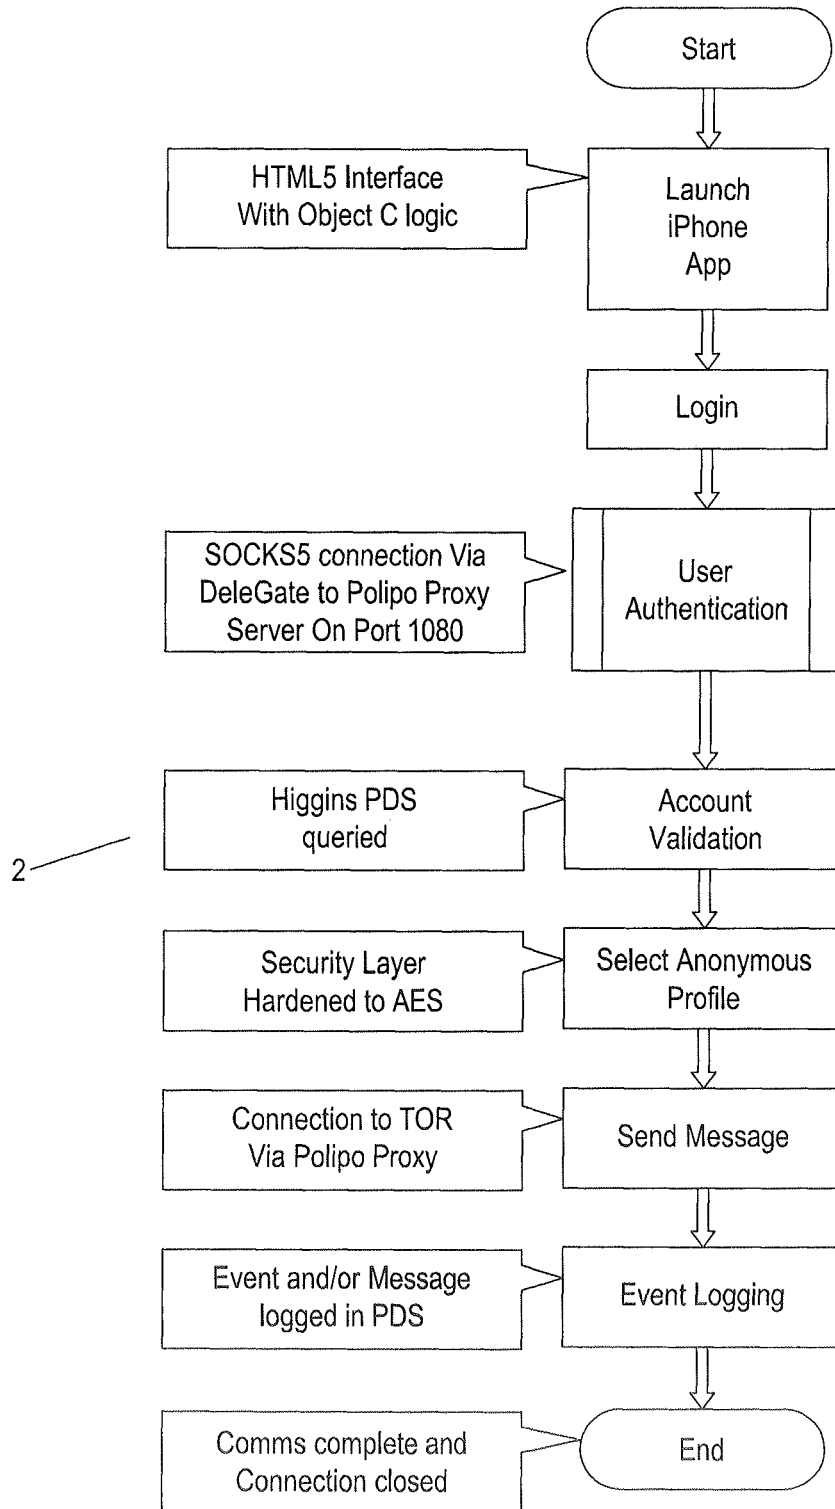 Start
HTML5 Interface
With Object C logic
Launch
iPhone
App
Login
SOCKS5 connection Via
DeleGate to Polipo Proxy
Server On Port 1080
User
Authentication
Higgins PDS
queried
Account
Validation
2
Security Layer
Hardened to AES
Select Anonymous
Profile
Connection to TOR
Via Polipo Proxy
Send Message
Event and/or Message
logged in PDS
Event Logging
Comms complete and
Connection closed
End